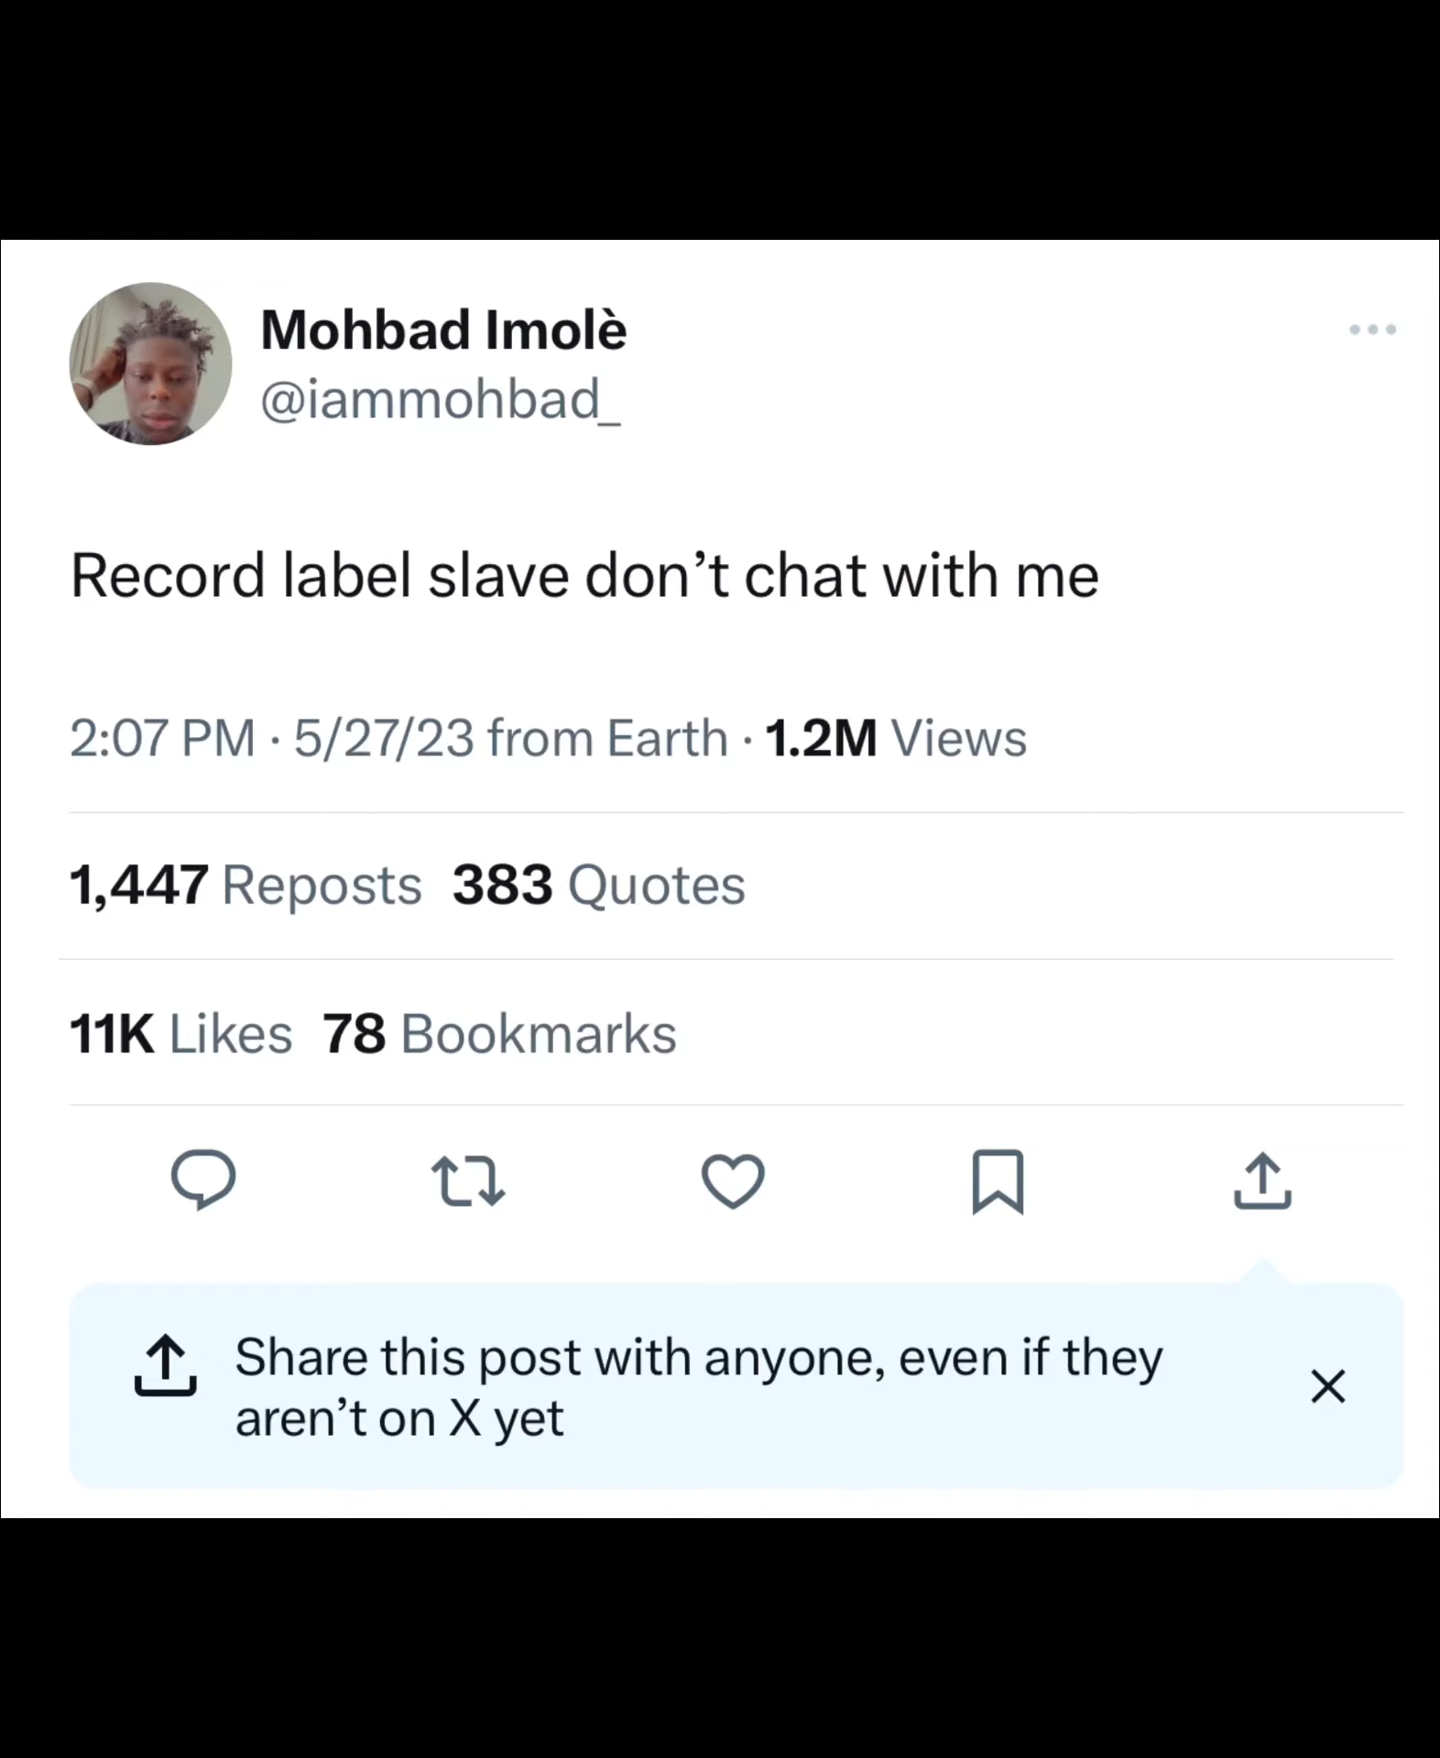 Mohbad Imolè
@iammohbad_
Record label slave don’t chat with me
2:07 PM · 5/27/23 from Earth · 1.2M Views
1,447 Reposts 383 Quotes
11K Likes 78 Bookmarks
Share this post with anyone, even if they
aren’t on X yet